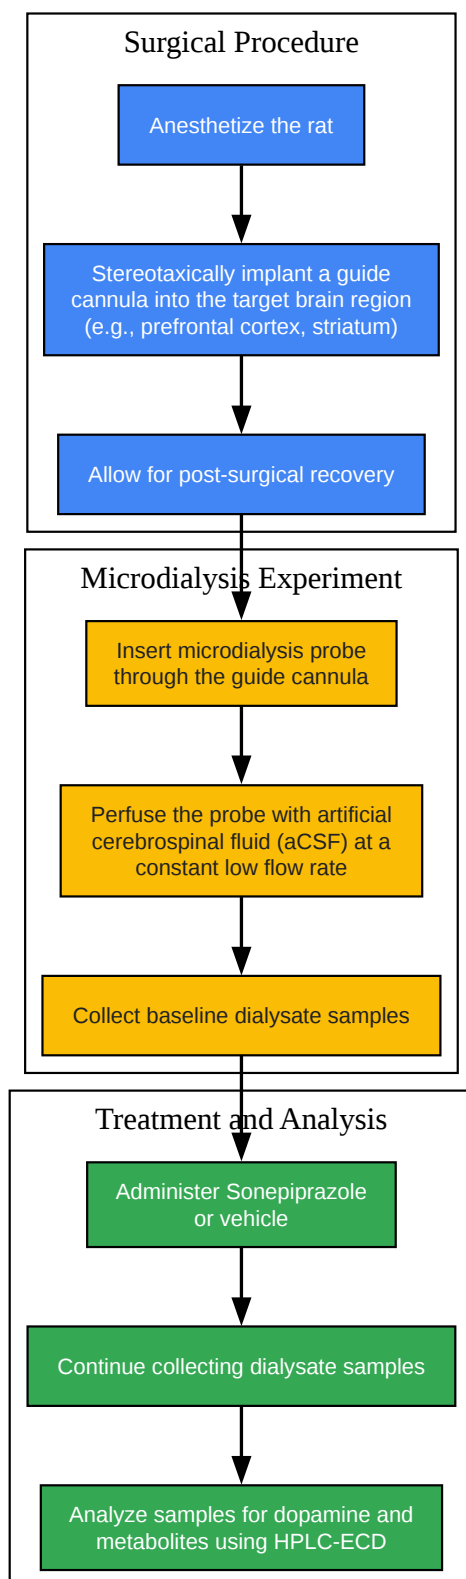 Surgical Procedure
Anesthetize the rat
Stereotaxically implant a guide
cannula into the target brain region
(e.g., prefrontal cortex, striatum)
Allow for post-surgical recovery
Microdialysis Experiment
Insert microdialysis probe
through the guide cannula
Perfuse the probe with artificial
cerebrospinal fluid (aCSF) at a
constant low flow rate
Collect baseline dialysate samples
Treatment and Analysis
Administer Sonepiprazole
or vehicle
Continue collecting dialysate samples
Analyze samples for dopamine and
metabolites using HPLC-ECD